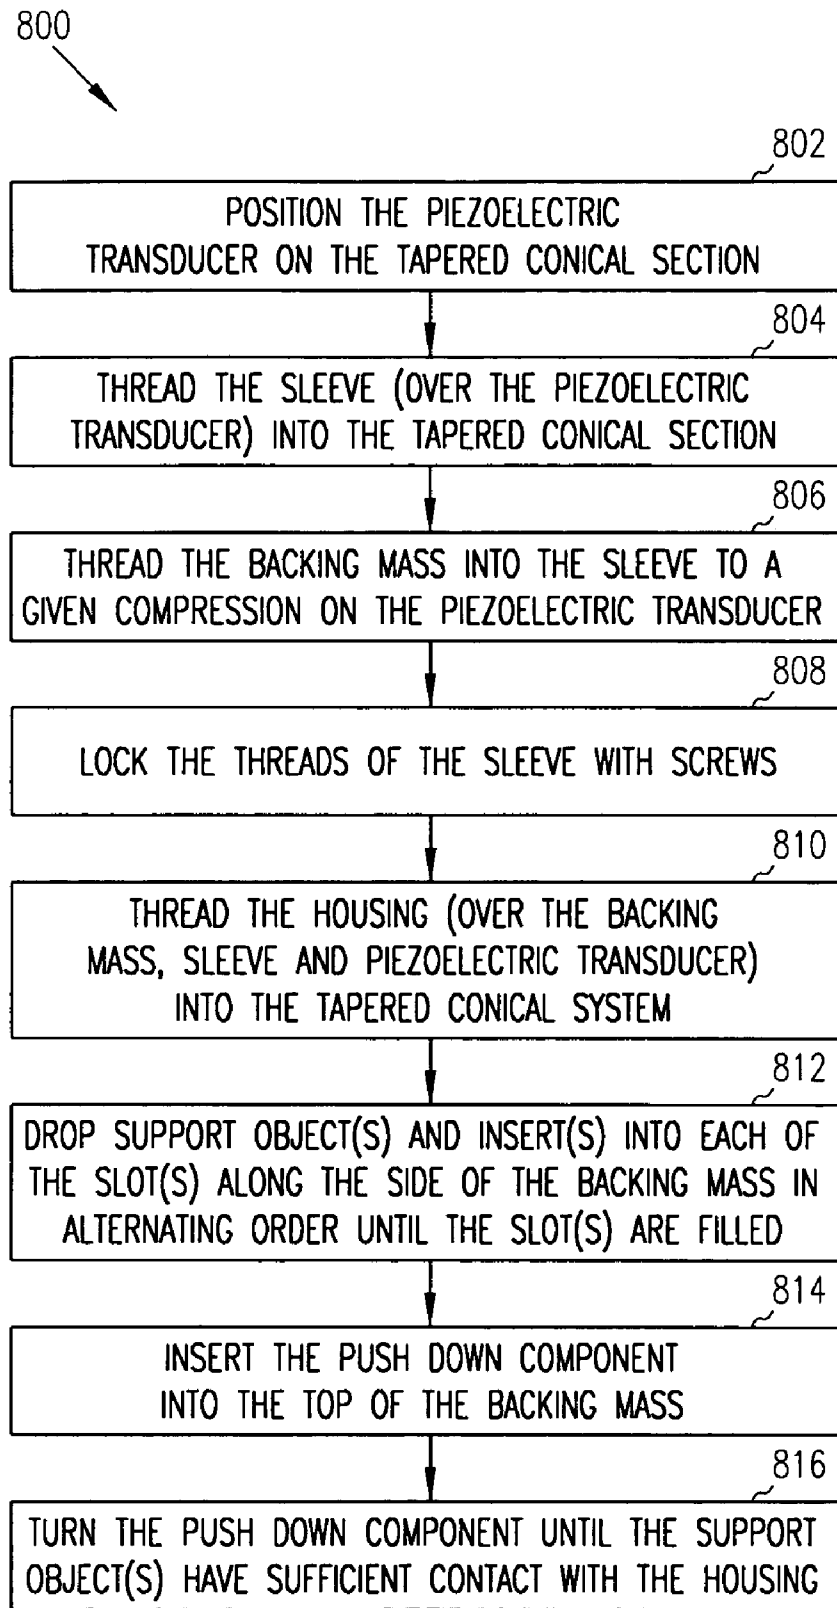 800
802
POSITION THE PIEZOELECTRIC
TRANSDUCER ON THE TAPERED CONICAL SECTION
804
THREAD THE SLEEVE (OVER THE PIEZOELECTRIC
TRANSDUCER) INTO THE TAPERED CONICAL SECTION
806
THREAD THE BACKING MASS INTO THE SLEEVE TO A
GIVEN COMPRESSION ON THE PIEZOELECTRIC TRANSDUCER
808
LOCK THE THREADS OF THE SLEEVE WITH SCREWS
810
THREAD THE HOUSING (OVER THE BACKING
MASS, SLEEVE AND PIEZOELECTRIC TRANSDUCER)
INTO THE TAPERED CONICAL SYSTEM
812
DROP SUPPORT OBJECT(S) AND INSERT(S) INTO EACH OF
THE SLOT(S) ALONG THE SIDE OF THE BACKING MASS IN
ALTERNATING ORDER UNTIL THE SLOT(S) ARE FILLED
814
INSERT THE PUSH DOWN COMPONENT
INTO THE TOP OF THE BACKING MASS
816
TURN THE PUSH DOWN COMPONENT UNTIL THE SUPPORT
OBJECT(S) HAVE SUFFICIENT CONTACT WITH THE HOUSING